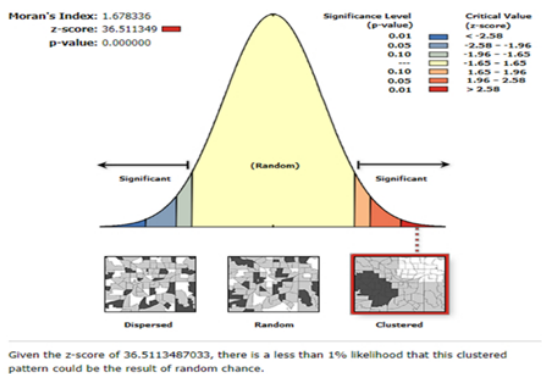 Moran's Index: 1.678336
z-score: 36.511349
p-value: 0.000000
Significance Level (p-value)
Critical Value (z-score)
0.01 < -2.58
0.05 -2.58 - -1.96
0.10 -1.96 - -1.65
--- -1.65 - 1.65
0.10 1.65 - 1.96
0.05 1.96 - 2.58
0.01 > 2.58
Significant
(Random)
Significant
Dispersed
Random
Clustered
Given the z-score of 36.5113487033, there is a less than 1% likelihood that this clustered
pattern could be the result of random chance.